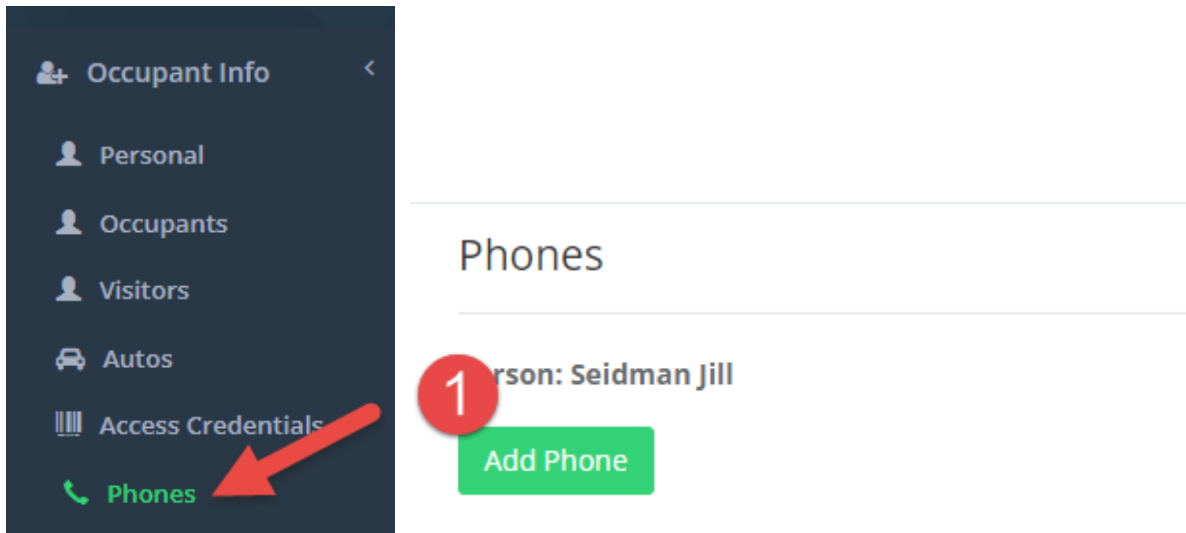 Occupant Info
Personal
Occupants
Visitors
Autos
Access Credentials
Phones
Phones
1
rson: Seidman Jill
Add Phone